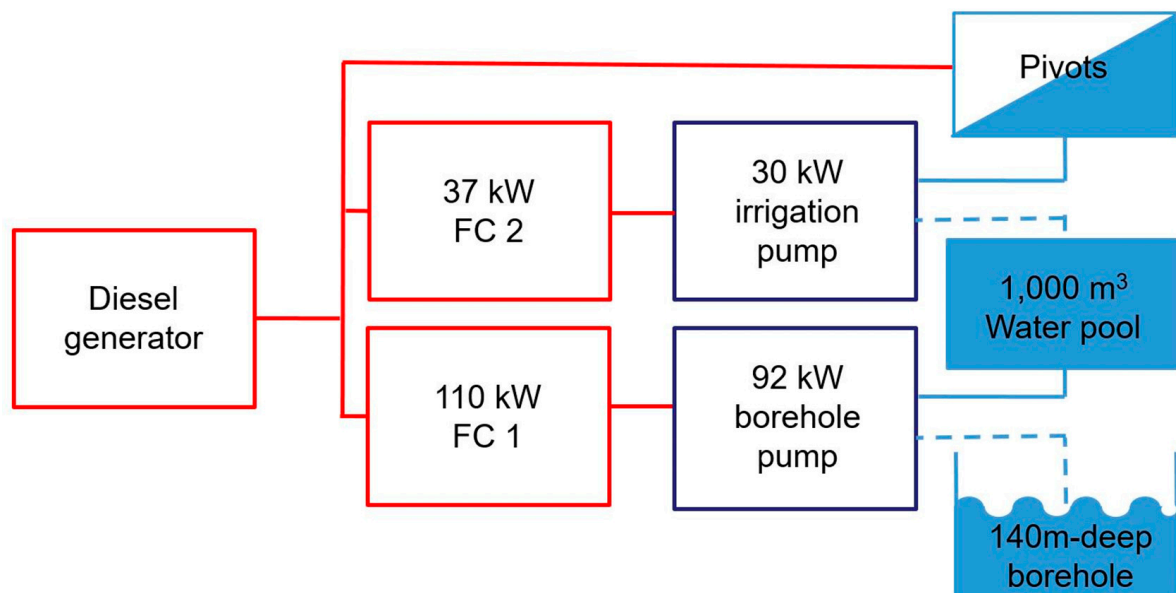 Pivots
37 kW
FC 2
30 kW
irrigation
pump
Diesel
generator
1,000 m³
Water pool
110 kW
FC 1
92 kW
borehole
pump
140m-deep
borehole